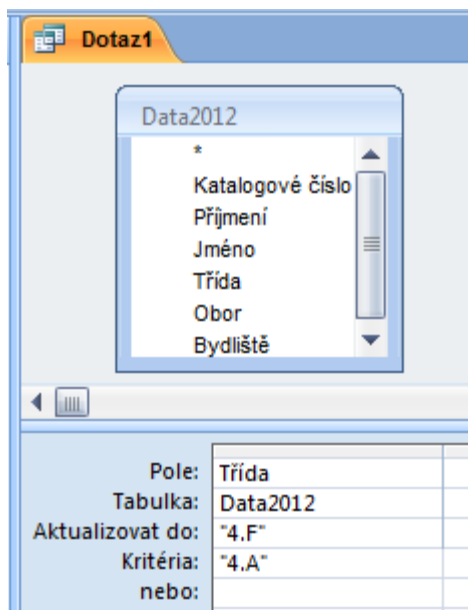 Dotaz1
Data2012
*
Katalogové číslo
Příjmení
Jméno
Třída
Obor
Bydliště
Pole: Třída
Tabulka: Data2012
Aktualizovat do: "4.F"
Kritéria: "4.A"
nebo: